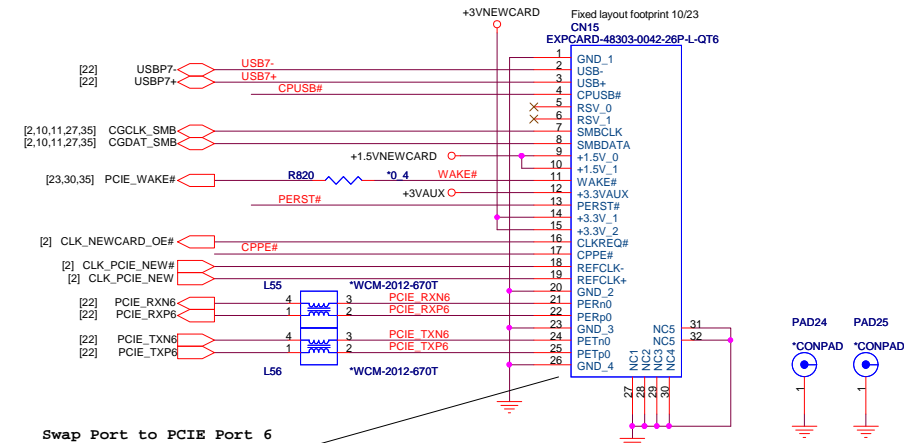 +3VNEWCARD
Fixed layout footprint 10/23
CN15
EXPCARD-48303-0042-26P-L-QT6
1 GND_1
[22] USBP7- USB7- 2 USB-
[22] USBP7+ USB7+ 3 USB+
CPUSB# 4 CPUSB#
5 RSV_0
6 RSV_1
[2,10,11,27,35] CGCLK_SMB 7 SMBCLK
[2,10,11,27,35] CGDAT_SMB 8 SMBDATA
+1.5VNEWCARD 9 +1.5V_0
10 +1.5V_1
[23,30,35] PCIE_WAKE# R820 *0_4 WAKE# 11 WAKE#
+3VAUX 12 +3.3VAUX
PERST# 13 PERST#
14 +3.3V_1
15 +3.3V_2
[2] CLK_NEWCARD_OE# 16 CLKREQ#
CPPE# 17 CPPE#
[2] CLK_PCIE_NEW# 18 REFCLK-
[2] CLK_PCIE_NEW 19 REFCLK+
L55 *WCM-2012-670T 20 GND_2
[22] PCIE_RXN6 4 3 PCIE_RXN6 21 PERn0
[22] PCIE_RXP6 1 2 PCIE_RXP6 22 PERp0
23 GND_3 NC5 31
[22] PCIE_TXN6 4 3 PCIE_TXN6 24 PETn0 NC5 32
[22] PCIE_TXP6 1 2 PCIE_TXP6 25 PETp0
L56 *WCM-2012-670T 26 GND_4
NC1 NC2 NC3 NC4
27 28 29 30
PAD24 PAD25
*CONPAD *CONPAD
1 1
Swap Port to PCIE Port 6